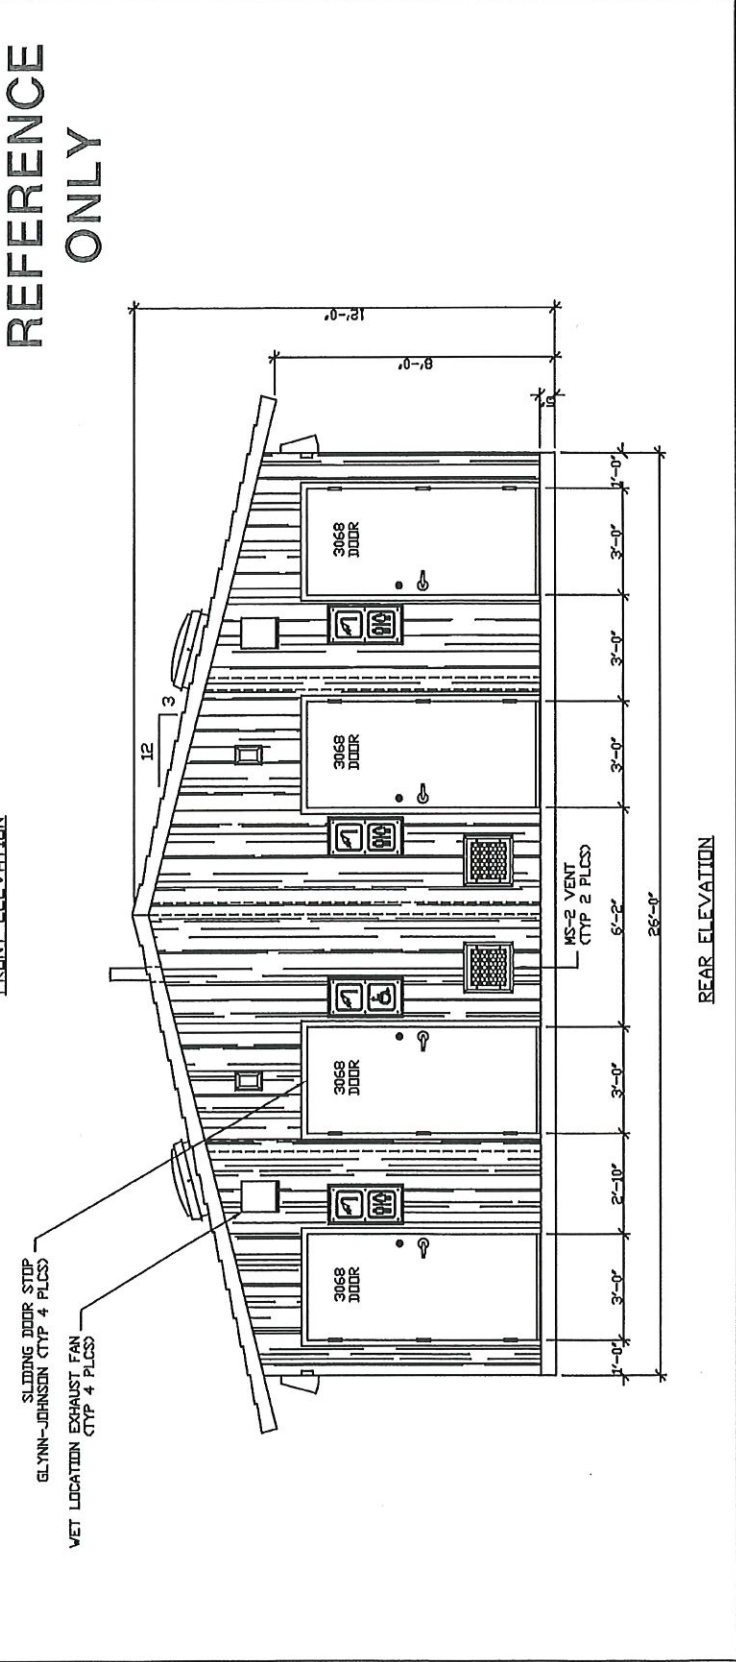 REFERENCE
ONLY
SLIDING DOOR STOP
GLYNN-JOHNSON (TYP 4 PLCS)
WET LOCATION EXHAUST FAN
(TYP 4 PLCS)
12
3
12'-0"
8'-0"
3068
DOOR
3068
DOOR
3068
DOOR
3068
DOOR
MS-2 VENT
(TYP 2 PLCS)
1'-0"
3'-0"
2'-10"
3'-0"
6'-2"
3'-0"
3'-0"
3'-0"
1'-0"
26'-0"
REAR ELEVATION